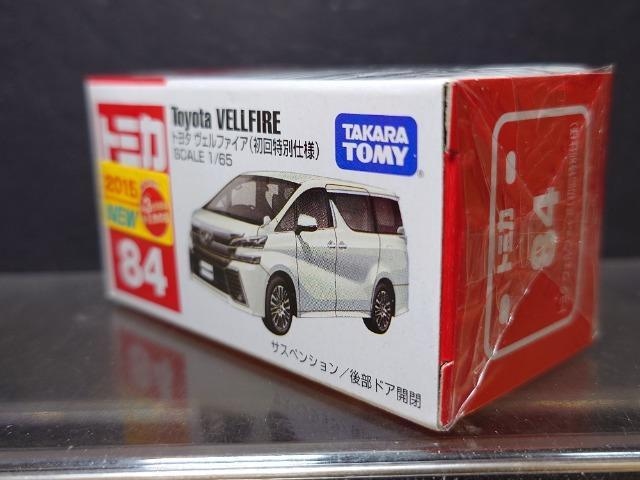 トミカ
2015
NEW
84
Toyota VELLFIRE
トヨタ ヴェルファイア(初回特別仕様)
SCALE 1/65
TAKARA
TOMY
サスペンション/後部ドア開閉
トミカ
84